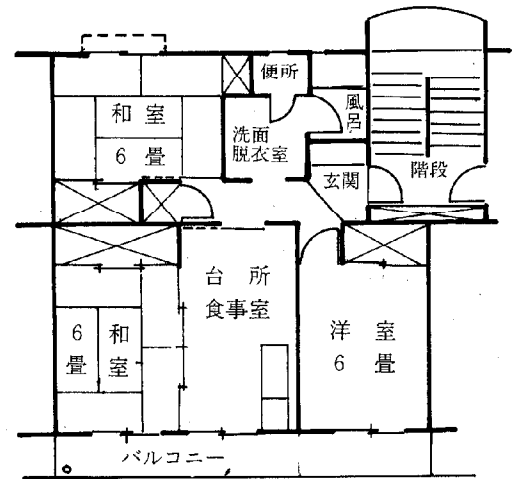 便所
和室
6畳
風呂
洗面
脱衣室
玄関
階段
台所
食事室
6畳
和室
洋室
6畳
バルコニー